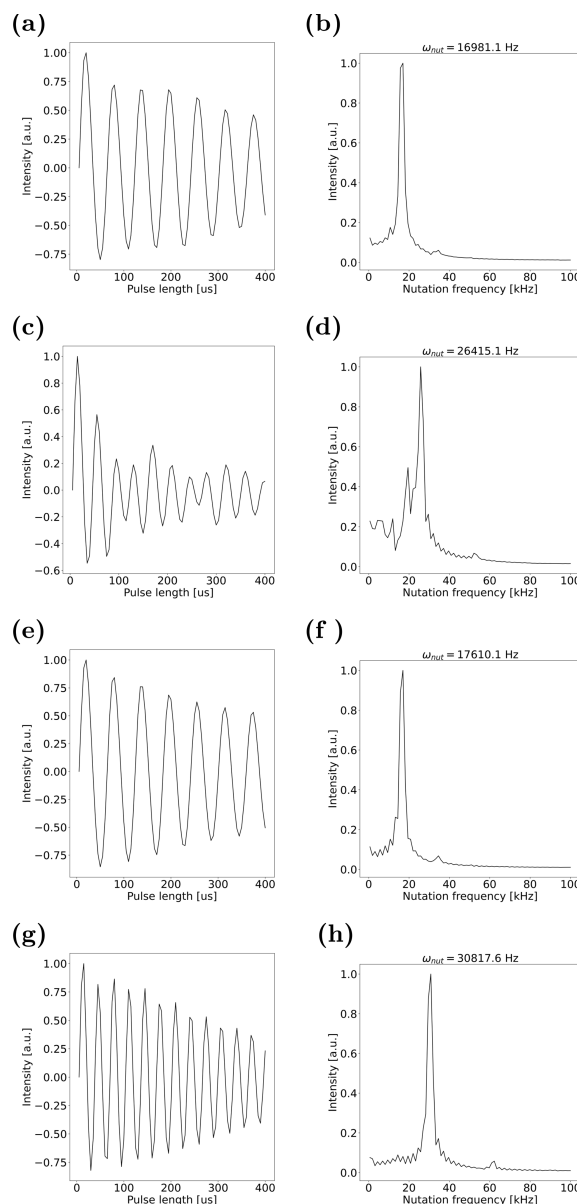 (a)
1.00
0.75
0.50
0.25
0.00
−0.25
−0.50
−0.75
Intensity [a.u.]
0 100 200 300 400
Pulse length [us]
(b)
ω_nut = 16981.1 Hz
1.0
0.8
0.6
0.4
0.2
0.0
Intensity [a.u.]
0 20 40 60 80 100
Nutation frequency [kHz]
(c)
1.0
0.8
0.6
0.4
0.2
0.0
−0.2
−0.4
−0.6
Intensity [a.u.]
0 100 200 300 400
Pulse length [us]
(d)
ω_nut = 26415.1 Hz
1.0
0.8
0.6
0.4
0.2
0.0
Intensity [a.u.]
0 20 40 60 80 100
Nutation frequency [kHz]
(e)
1.00
0.75
0.50
0.25
0.00
−0.25
−0.50
−0.75
Intensity [a.u.]
0 100 200 300 400
Pulse length [us]
(f )
ω_nut = 17610.1 Hz
1.0
0.8
0.6
0.4
0.2
0.0
Intensity [a.u.]
0 20 40 60 80 100
Nutation frequency [kHz]
(g)
1.00
0.75
0.50
0.25
0.00
−0.25
−0.50
−0.75
Intensity [a.u.]
0 100 200 300 400
Pulse length [us]
(h)
ω_nut = 30817.6 Hz
1.0
0.8
0.6
0.4
0.2
0.0
Intensity [a.u.]
0 20 40 60 80 100
Nutation frequency [kHz]